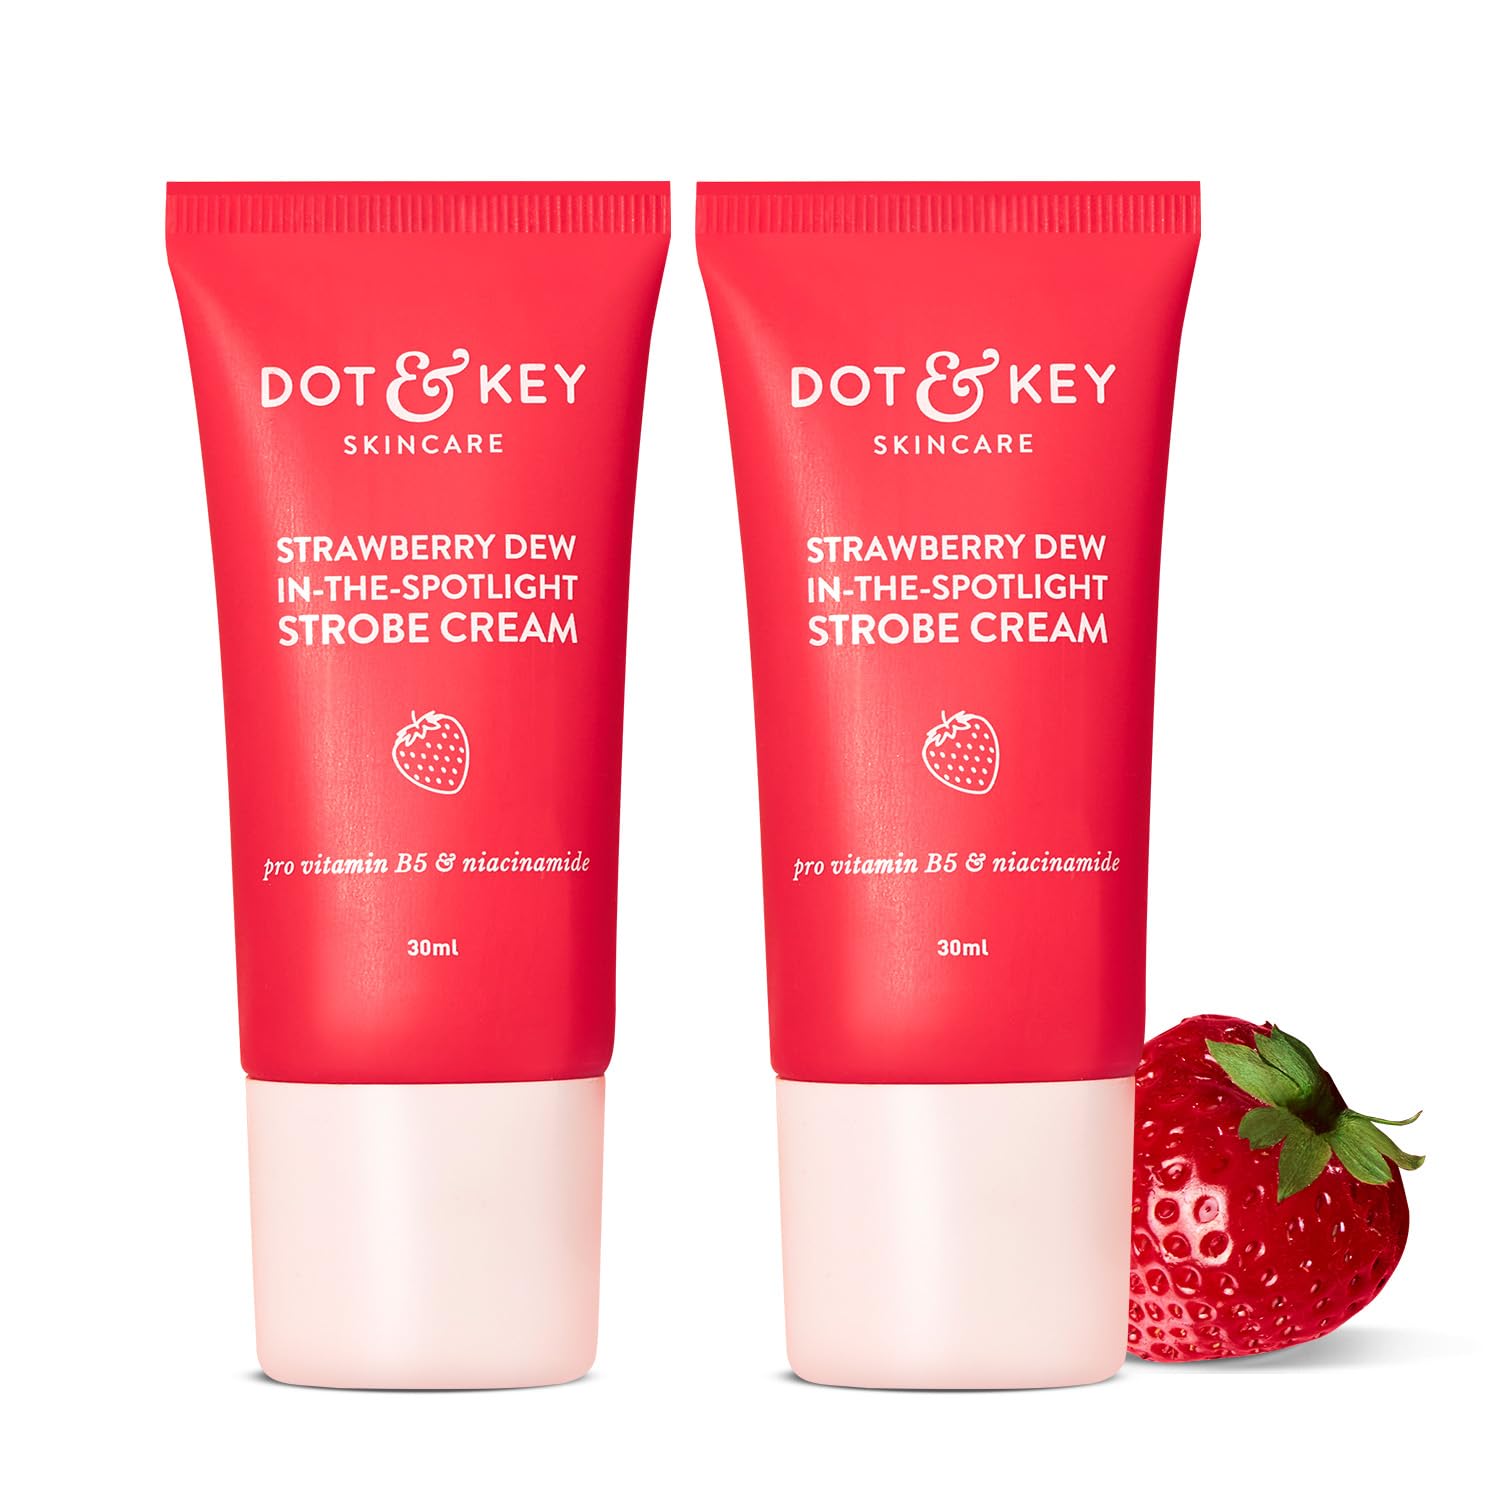 DOT & KEY
SKINCARE
STRAWBERRY DEW
IN-THE-SPOTLIGHT
STROBE CREAM
pro vitamin B5 & niacinamide
30ml
DOT & KEY
SKINCARE
STRAWBERRY DEW
IN-THE-SPOTLIGHT
STROBE CREAM
pro vitamin B5 & niacinamide
30ml